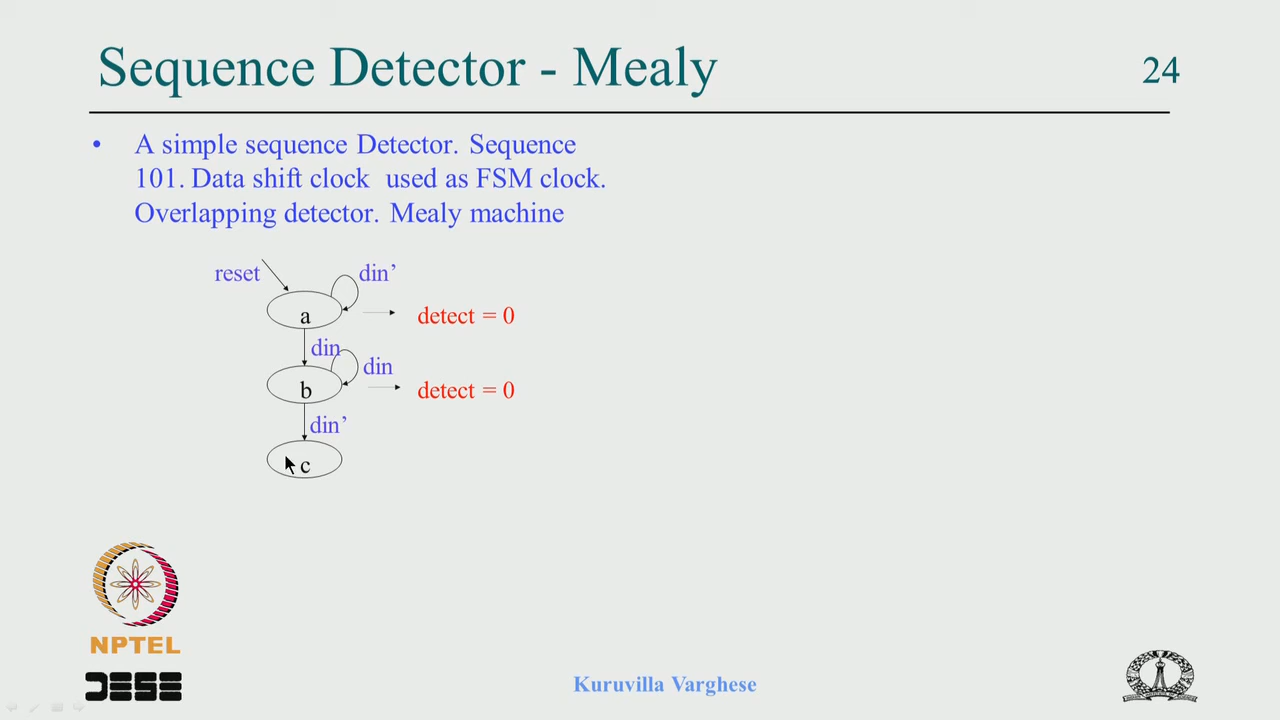 Sequence Detector - Mealy
24
• A simple sequence Detector. Sequence
101. Data shift clock used as FSM clock.
Overlapping detector. Mealy machine
reset
din’
a
detect = 0
din
din
b
detect = 0
din’
c
NPTEL
DESE
Kuruvilla Varghese